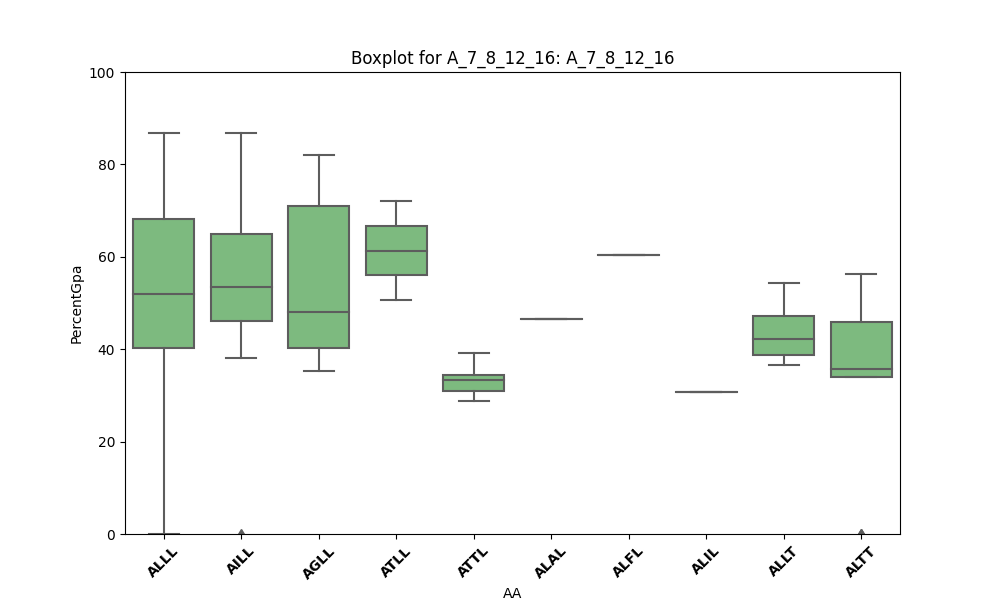 Boxplot for A_7_8_12_16: A_7_8_12_16
100
80
60
40
20
0
PercentGpa
ALLL
AILL
AGLL
ATLL
ATTL
ALAL
ALFL
ALIL
ALLT
ALTT
AA